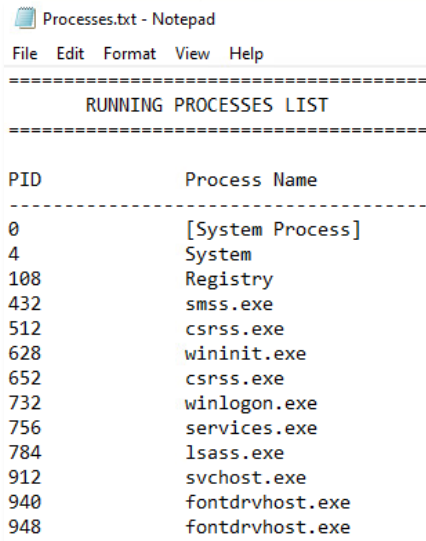 Processes.txt - Notepad
File Edit Format View Help
==========================================
RUNNING PROCESSES LIST
==========================================
PID Process Name
------------------------------------------
0 [System Process]
4 System
108 Registry
432 smss.exe
512 csrss.exe
628 wininit.exe
652 csrss.exe
732 winlogon.exe
756 services.exe
784 lsass.exe
912 svchost.exe
940 fontdrvhost.exe
948 fontdrvhost.exe